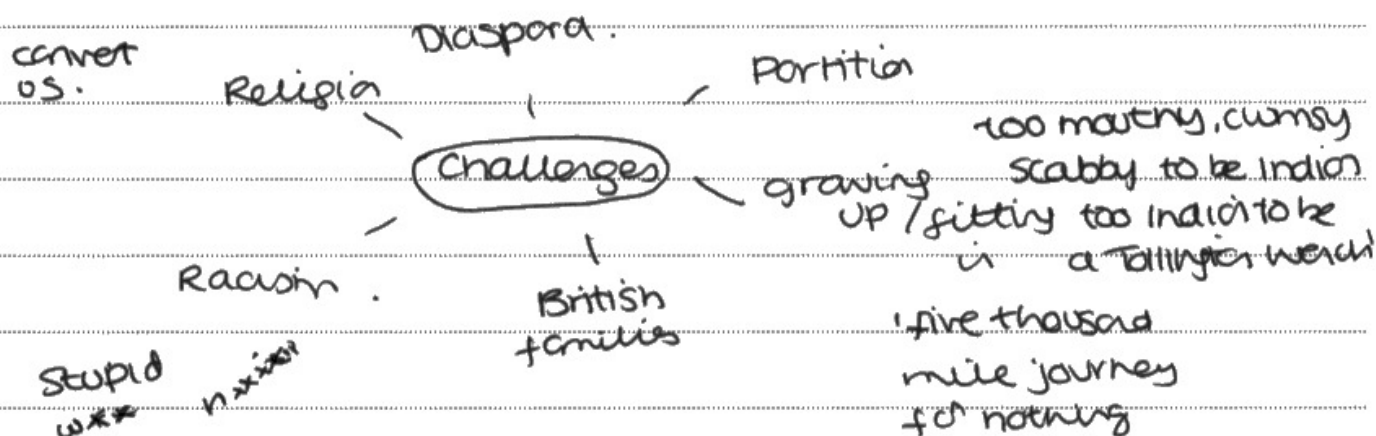 Diaspora.
convert
us.
Religion
Partition
Challenges
too mouthy, clumsy
scabby to be Indian
growing
up / fitting
in
too Indian to be
a Tollington wench'
Racism.
British
families
'five thousand
mile journey
for nothing
Stupid
w**